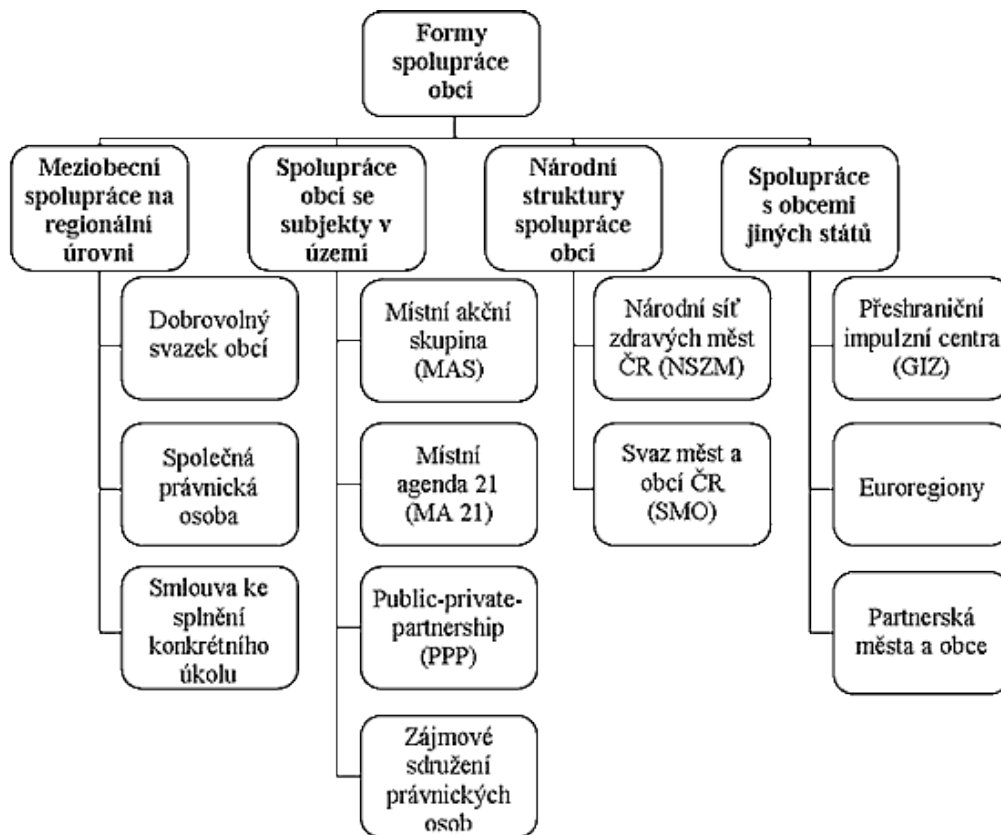 Formy
spolupráce
obcí
Meziobecní
spolupráce na
regionální
úrovni
Dobrovolný
svazek obcí
Společná
právnická
osoba
Smlouva ke
splnění
konkrétního
úkolu
Spolupráce
obcí se
subjekty v
území
Místní akční
skupina
(MAS)
Místní
agenda 21
(MA 21)
Public-private-
partnership
(PPP)
Zájmové
sdružení
právnických
osob
Národní
struktury
spolupráce
obcí
Národní síť
zdravých měst
ČR (NSZM)
Svaz měst a
obcí ČR
(SMO)
Spolupráce
s obcemi
jiných států
Přeshraniční
impulzní centra
(GIZ)
Euroregiony
Partnerská
města a obce